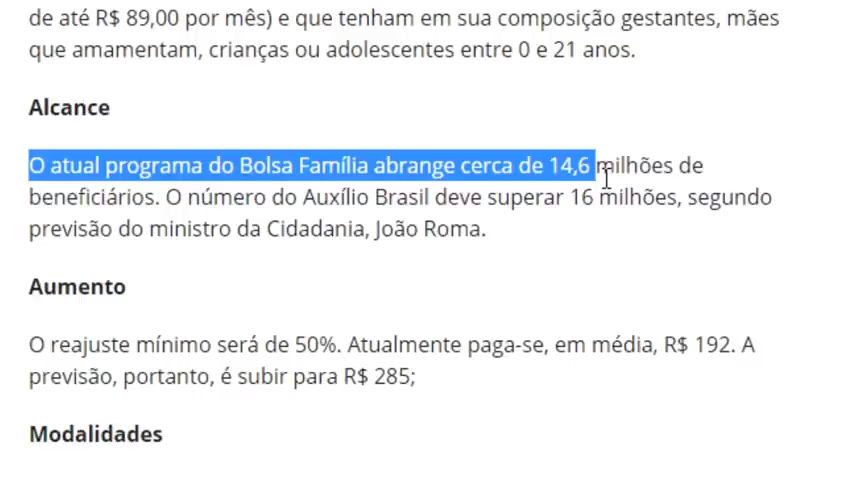 de até R$ 89,00 por mês) e que tenham em sua composição gestantes, mães
que amamentam, crianças ou adolescentes entre 0 e 21 anos.
Alcance
O atual programa do Bolsa Família abrange cerca de 14,6 milhões de
beneficiários. O número do Auxílio Brasil deve superar 16 milhões, segundo
previsão do ministro da Cidadania, João Roma.
Aumento
O reajuste mínimo será de 50%. Atualmente paga-se, em média, R$ 192. A
previsão, portanto, é subir para R$ 285;
Modalidades